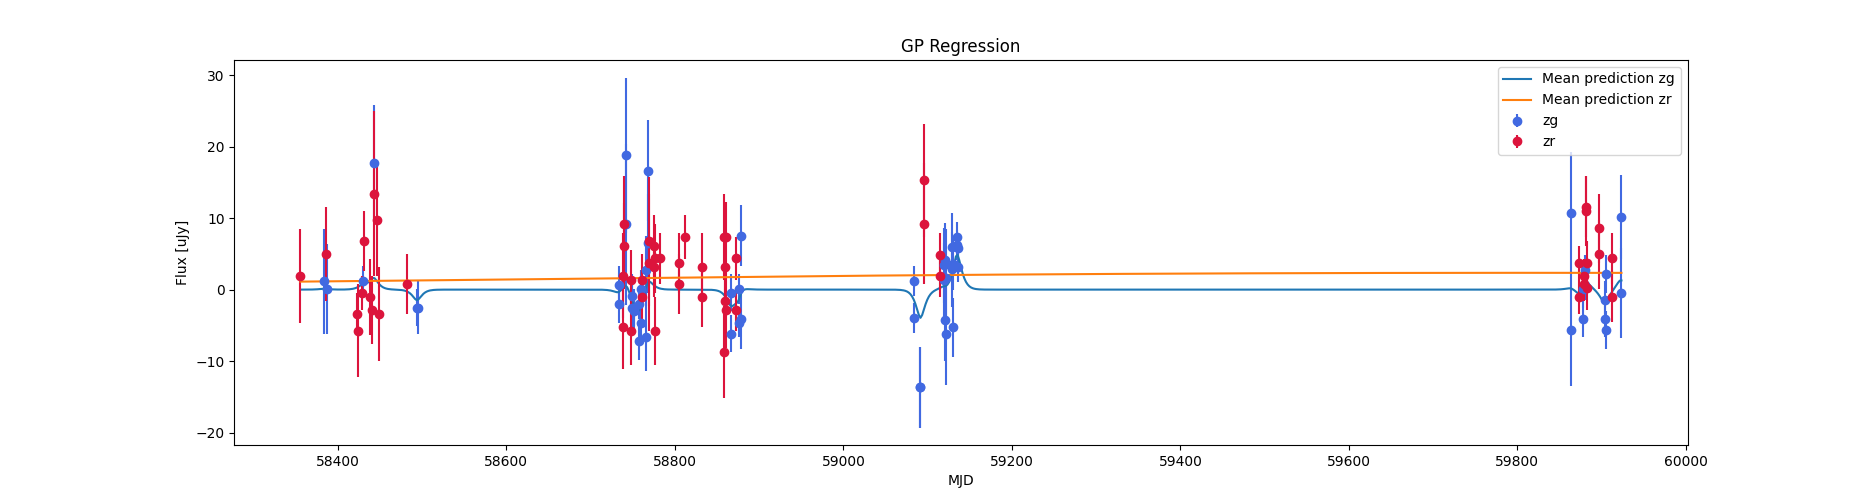 GP Regression
Flux [uJy]
30
20
10
0
−10
−20
Mean prediction zg
Mean prediction zr
zg
zr
58400
58600
58800
59000
59200
59400
59600
59800
60000
MJD